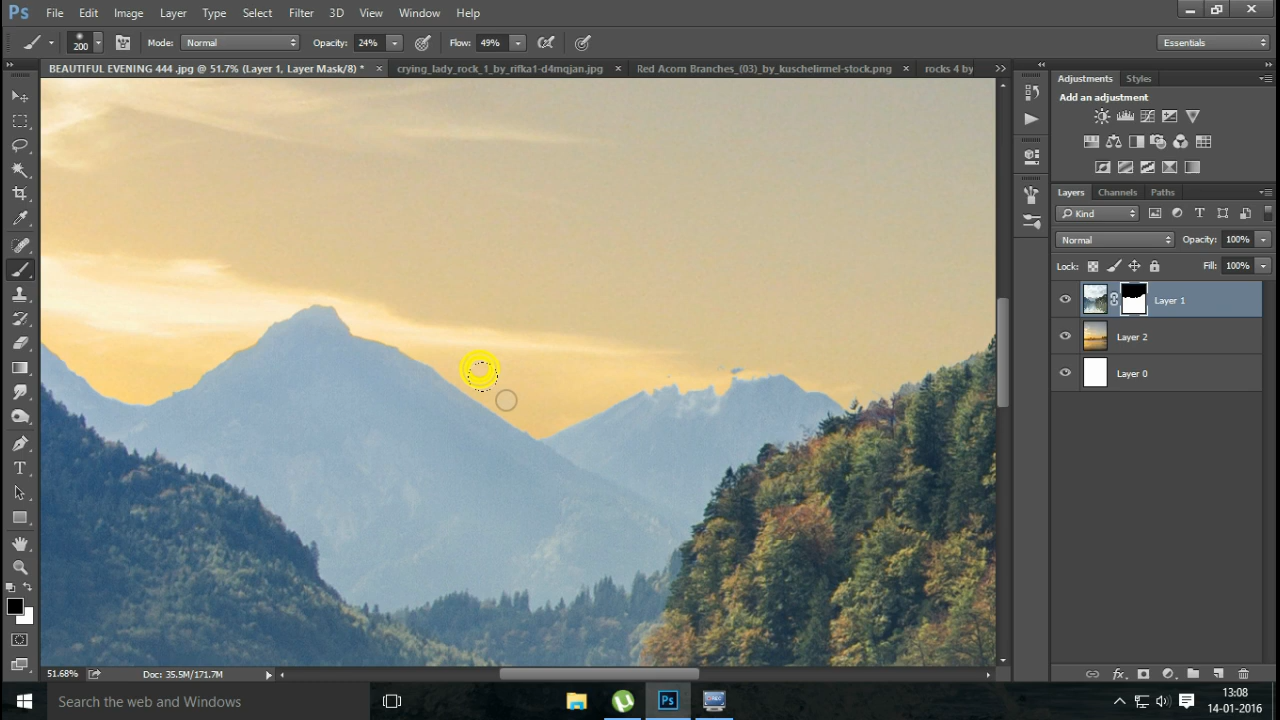 Ps File Edit Image Layer Type Select Filter 3D View Window Help
200 Mode: Normal Opacity: 24% Flow: 49% Essentials
BEAUTIFUL EVENING 444 .jpg @ 51.7% (Layer 1, Layer Mask/8) * × crying_lady_rock_1_by_rifka1-d4mqjan.jpg × Red Acorn Branches_(03)_by_kuschelirmel-stock.png × rocks 4 by
Adjustments Styles
Add an adjustment
Layers Channels Paths
Kind
Normal Opacity: 100%
Lock: Fill: 100%
Layer 1
Layer 2
Layer 0
51.68% Doc: 35.5M/171.7M
Search the web and Windows
Ps
13:08
14-01-2016